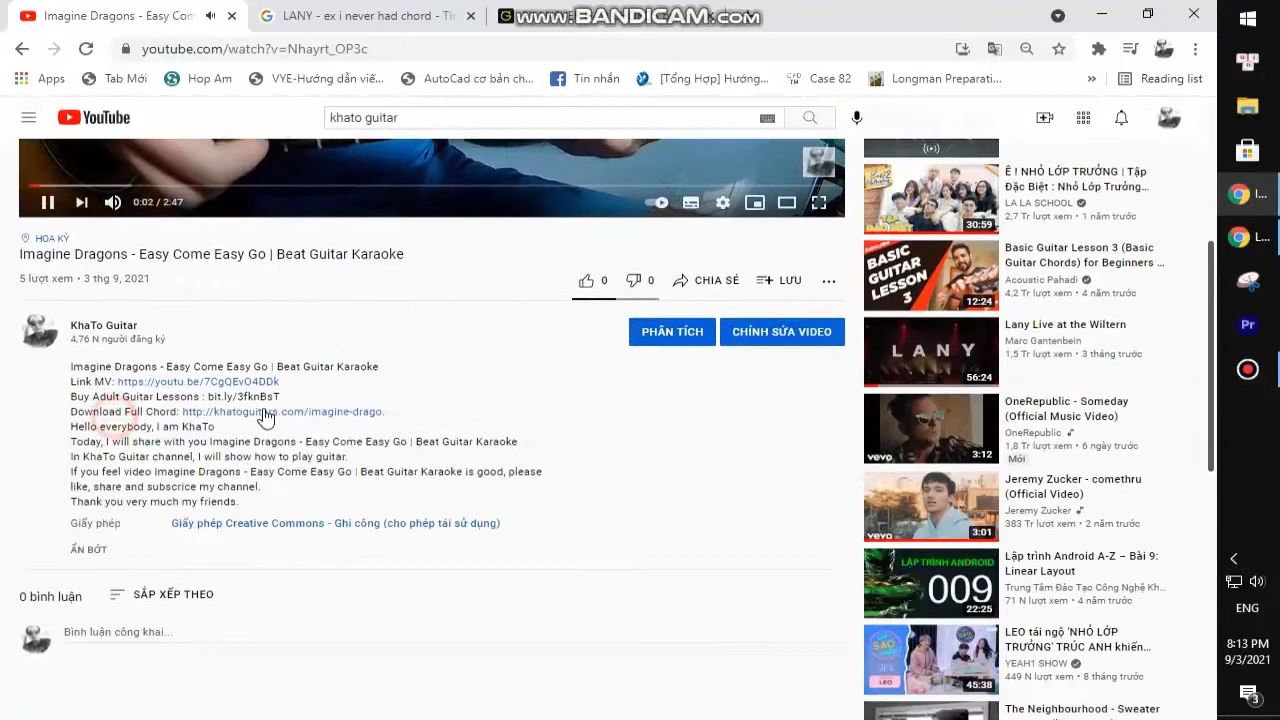 Imagine Dragons - Easy Com
LANY - ex i never had chord - Th
www.BANDICAM.com
youtube.com/watch?v=Nhayrt_OP3c
Apps
Tab Mới
Hop Am
VYE-Hướng dẫn viế...
AutoCad cơ bản ch...
Tin nhắn
[Tổng Hợp] Hướng...
Case 82
Longman Preparati...
»
Reading list
YouTube
khato guitar
0:02 / 2:47
HOA KỲ
Imagine Dragons - Easy Come Easy Go | Beat Guitar Karaoke
5 lượt xem • 3 thg 9, 2021
0
0
CHIA SẺ
LƯU
KhaTo Guitar
4,76 N người đăng ký
PHÂN TÍCH
CHỈNH SỬA VIDEO
Imagine Dragons - Easy Come Easy Go | Beat Guitar Karaoke
Link MV: https://youtu.be/7CgQEvO4DDk
Buy Adult Guitar Lessons : bit.ly/3fknBsT
Download Full Chord:
Hello everybody, I am KhaTo
Today, I will share with you Imagine Dragons - Easy Come Easy Go | Beat Guitar Karaoke
In KhaTo Guitar channel, I will show how to play guitar
If you feel video Imagine Dragons - Easy Come Easy Go | Beat Guitar Karaoke is good, please
like, share and subscrice my channel.
Thank you very much my friends.
Giấy phép
Giấy phép Creative Commons - Ghi công (cho phép tái sử dụng)
ẨN BỚT
0 bình luận
SẮP XẾP THEO
Bình luận công khai...
30:59
Ê ! NHỎ LỚP TRƯỞNG | Tập
Đặc Biệt : Nhỏ Lớp Trưởng...
LA LA SCHOOL
2,7 Tr lượt xem • 1 năm trước
BASIC
GUITAR
LESSON
3
12:24
Basic Guitar Lesson 3 (Basic
Guitar Chords) for Beginners ...
Acoustic Pahadi
4,2 Tr lượt xem • 4 năm trước
LANY
56:24
Lany Live at the Wiltern
Marc Gantenbein
1,5 Tr lượt xem • 3 tháng trước
3:12
OneRepublic - Someday
(Official Music Video)
OneRepublic
1,8 Tr lượt xem • 6 ngày trước
Mới
vevo
3:01
Jeremy Zucker - comethru
(Official Video)
Jeremy Zucker
383 Tr lượt xem • 2 năm trước
LẬP TRÌNH ANDROID
009
22:25
Lập trình Android A-Z – Bài 9:
Linear Layout
Trung Tâm Đào Tạo Công Nghệ Kh...
71 N lượt xem • 4 năm trước
SAO
LEO
45:38
LEO tái ngộ 'NHỎ LỚP
TRƯỞNG' TRÚC ANH khiến...
YEAH1 SHOW
449 N lượt xem • 8 tháng trước
The Neighbourhood - Sweater
I...
L...
Pr
ENG
8:13 PM
9/3/2021
3